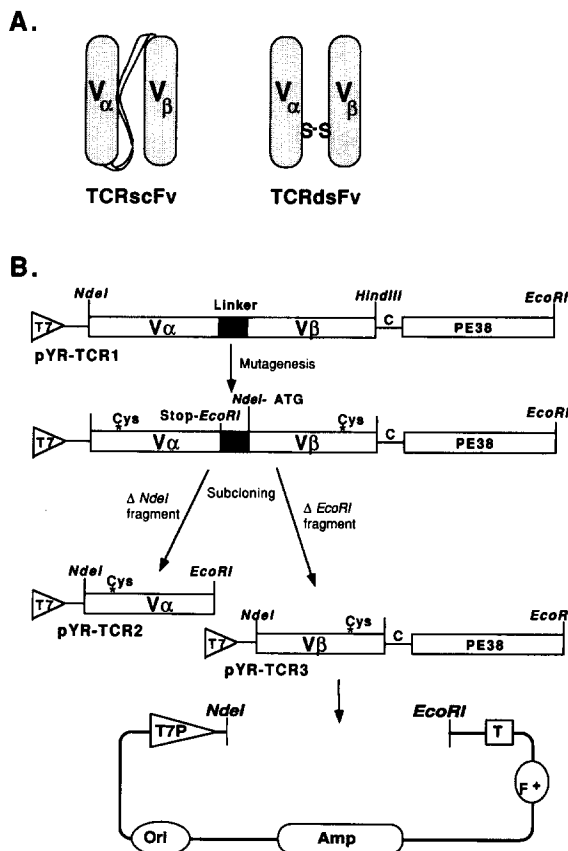 A.
Vα Vβ Vα Vβ
S-S
TCRscFv TCRdsFv
B.
NdeI Linker HindIII EcoRI
T7 Vα Vβ C PE38
pYR-TCR1
Mutagenesis
NdeI- ATG
Cys Stop-EcoRI Cys EcoRI
* *
T7 Vα Vβ C PE38
Δ NdeI fragment Subcloning Δ EcoRI fragment
NdeI Cys EcoRI
*
T7 Vα
pYR-TCR2
NdeI Cys EcoR
*
T7 Vβ C PE38
pYR-TCR3
NdeI EcoRI
T7P T
F+
Ori Amp